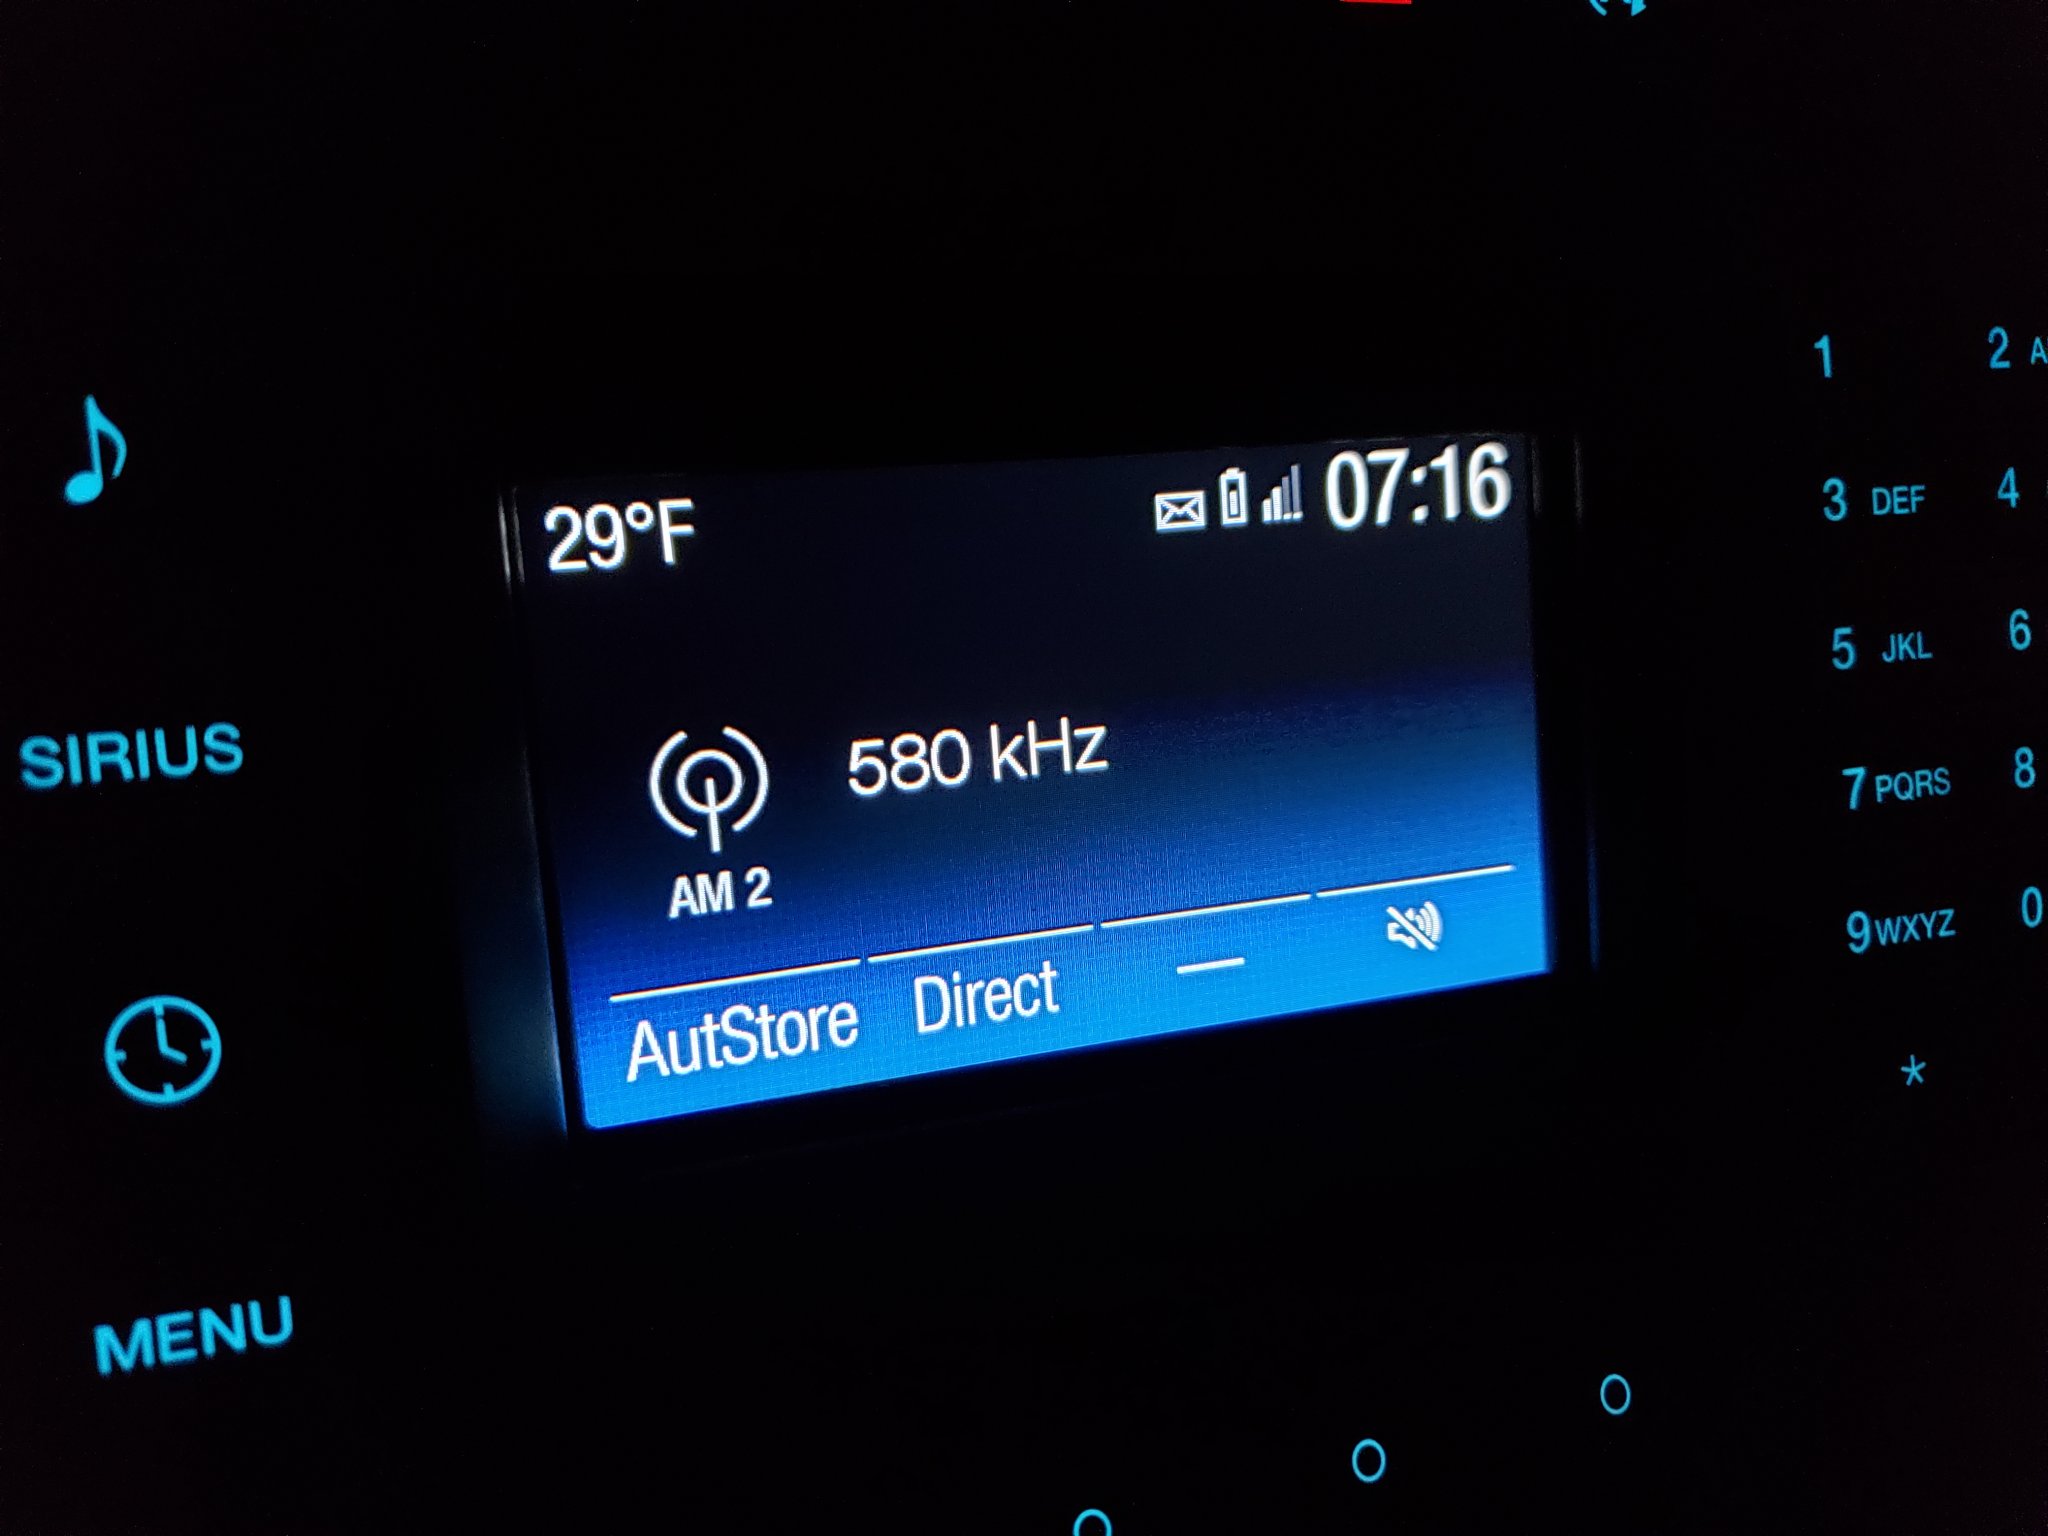 29°F 07:16
580 kHz
AM 2
AutStore Direct
SIRIUS
MENU
1 2 A
3 DEF 4
5 JKL 6
7 PQRS 8
9 WXYZ 0
*